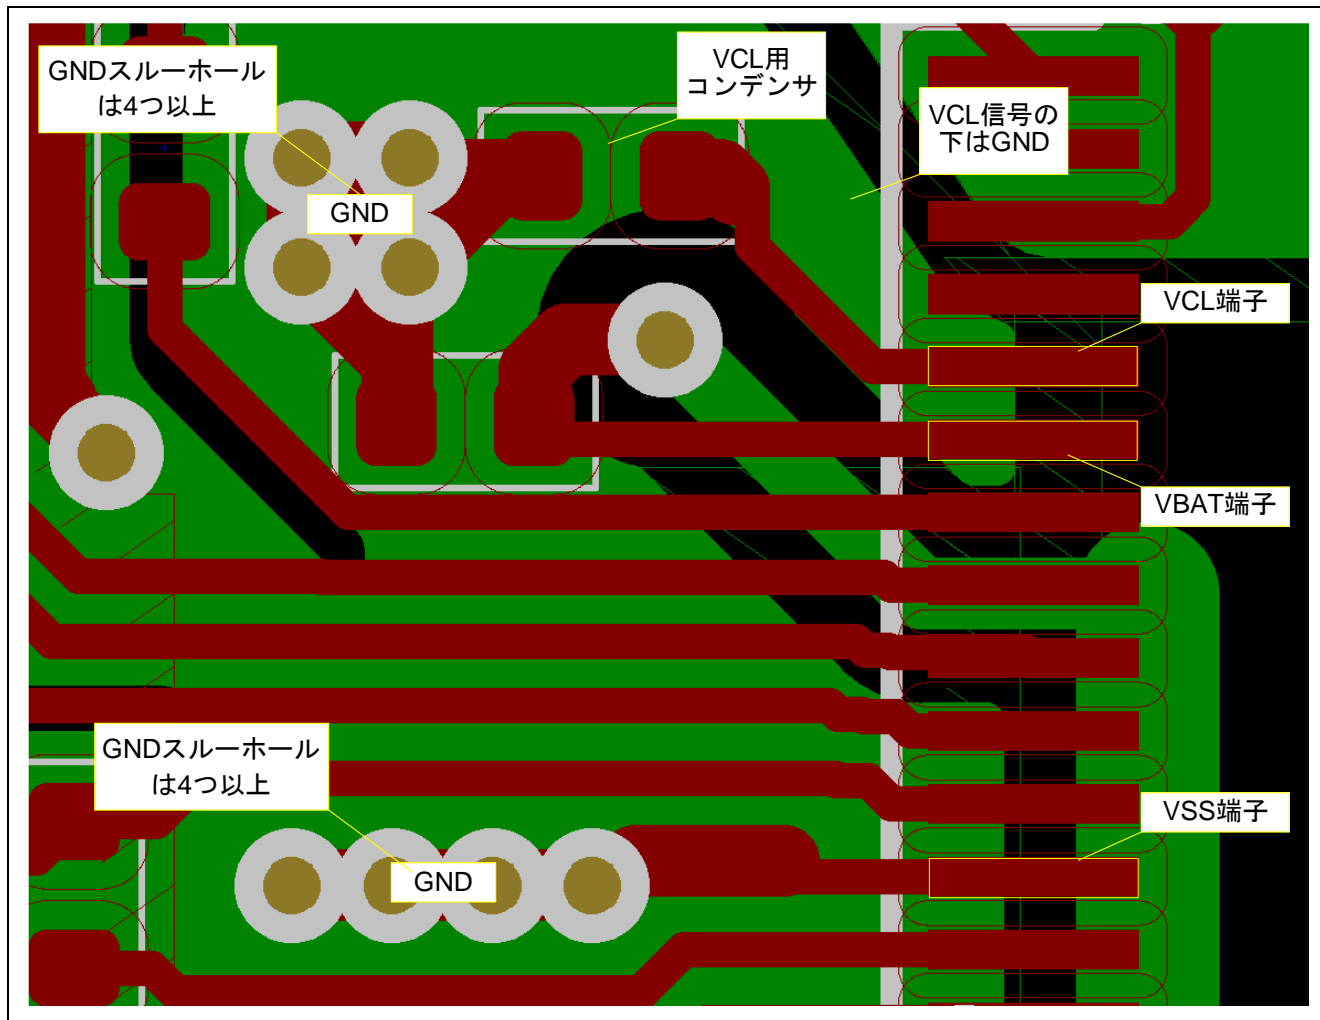 GNDスルーホール
は4つ以上
VCL用
コンデンサ
VCL信号の
下はGND
GND
VCL端子
VBAT端子
GNDスルーホール
は4つ以上
VSS端子
GND